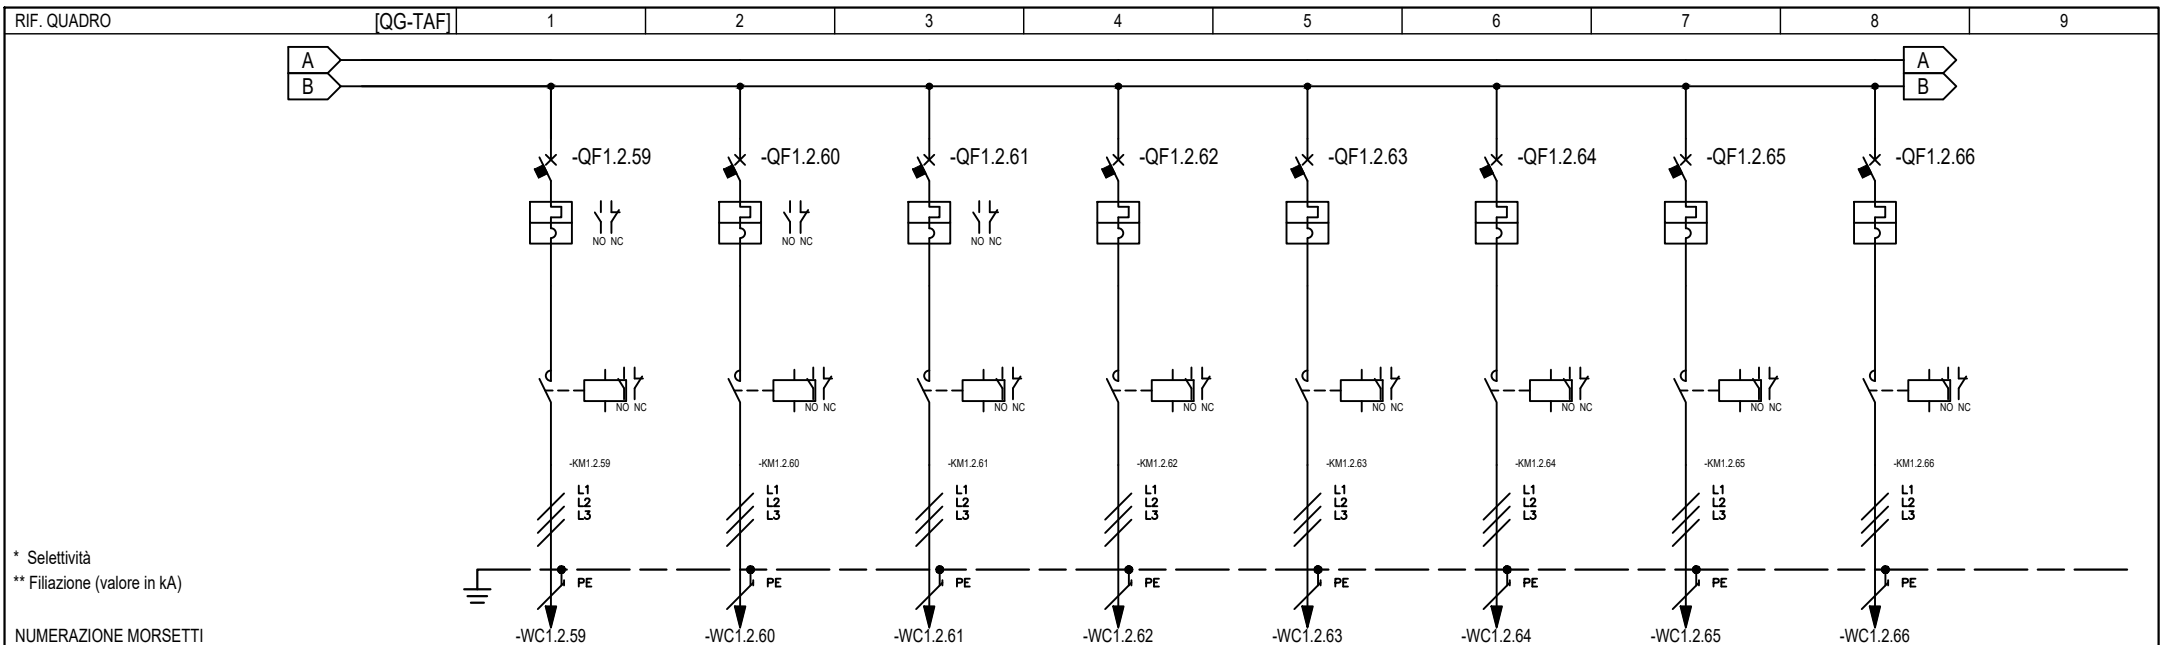 RIF. QUADRO [QG-TAF] 1 2 3 4 5 6 7 8 9
A A
B B
-QF1.2.59 -QF1.2.60 -QF1.2.61 -QF1.2.62 -QF1.2.63 -QF1.2.64 -QF1.2.65 -QF1.2.66
NO NC NO NC NO NC
NO NC NO NC NO NC NO NC NO NC NO NC NO NC NO NC
-KM1.2.59 -KM1.2.60 -KM1.2.61 -KM1.2.62 -KM1.2.63 -KM1.2.64 -KM1.2.65 -KM1.2.66
L1 L1 L1 L1 L1 L1 L1 L1
L2 L2 L2 L2 L2 L2 L2 L2
L3 L3 L3 L3 L3 L3 L3 L3
* Selettività
** Filiazione (valore in kA) PE PE PE PE PE PE PE PE
NUMERAZIONE MORSETTI -WC1.2.59 -WC1.2.60 -WC1.2.61 -WC1.2.62 -WC1.2.63 -WC1.2.64 -WC1.2.65 -WC1.2.66